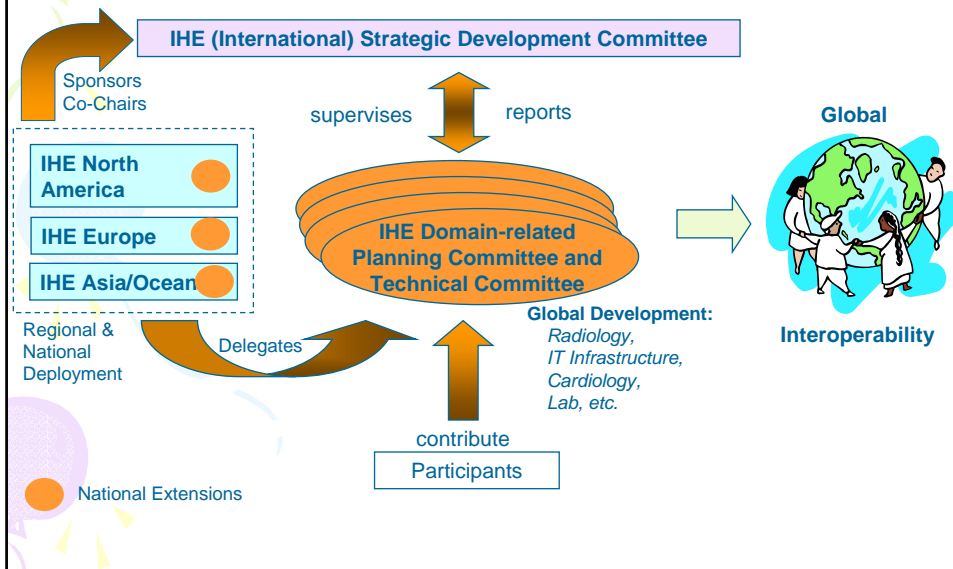 IHE (International) Strategic Development Committee
Sponsors
Co-Chairs
supervises
reports
Global
IHE North
America
IHE Europe
IHE Asia/Ocean
IHE Domain-related
Planning Committee and
Technical Committee
Interoperability
Regional &
National
Deployment
Delegates
Global Development:
Radiology,
IT Infrastructure,
Cardiology,
Lab, etc.
contribute
Participants
National Extensions